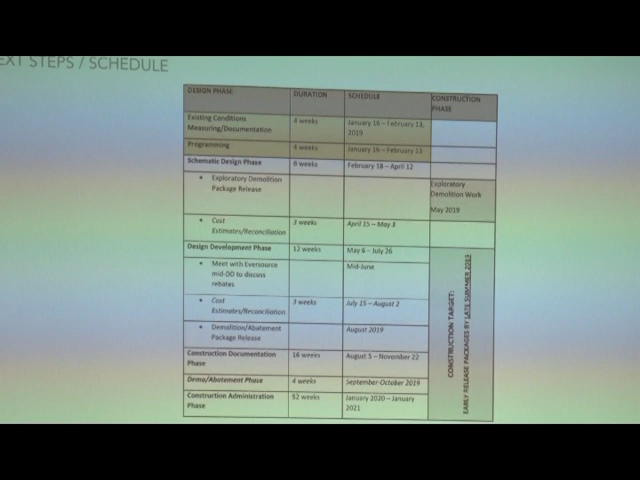 EXT STEPS / SCHEDULE
DESIGN PHASE DURATION SCHEDULE CONSTRUCTION
PHASE
Existing Conditions 4 weeks January 16 – February 13,
Measuring/Documentation 2019
Programming 4 weeks January 16 – February 13
Schematic Design Phase 8 weeks February 18 – April 12
• Exploratory Demolition Exploratory
Package Release Demolition Work
May 2019
• Cost 3 weeks April 15 – May 3
Estimates/Reconciliation
Design Development Phase 12 weeks May 6 – July 26
• Meet with Eversource Mid-June
mid-DD to discuss
rebates
• Cost 3 weeks July 15 – August 2
Estimates/Reconciliation
• Demolition/Abatement August 2019
Package Release
Construction Documentation 16 weeks August 5 – November 22
Phase
Demo/Abatement Phase 4 weeks September-October 2019
Construction Administration 52 weeks January 2020 – January
Phase 2021
CONSTRUCTION TARGET:
EARLY RELEASE PACKAGES BY LATE SUMMER 2019